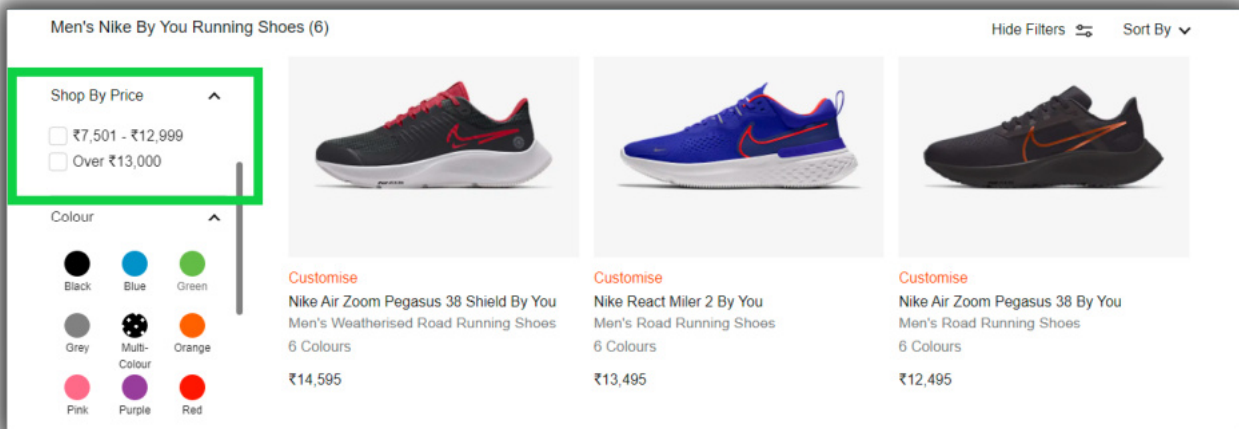 Men's Nike By You Running Shoes (6)
Hide Filters
Sort By
Shop By Price
₹7,501 - ₹12,999
Over ₹13,000
Colour
Black
Blue
Green
Grey
Multi-
Colour
Orange
Pink
Purple
Red
Customise
Nike Air Zoom Pegasus 38 Shield By You
Men's Weatherised Road Running Shoes
6 Colours
₹14,595
Customise
Nike React Miler 2 By You
Men's Road Running Shoes
6 Colours
₹13,495
Customise
Nike Air Zoom Pegasus 38 By You
Men's Road Running Shoes
6 Colours
₹12,495